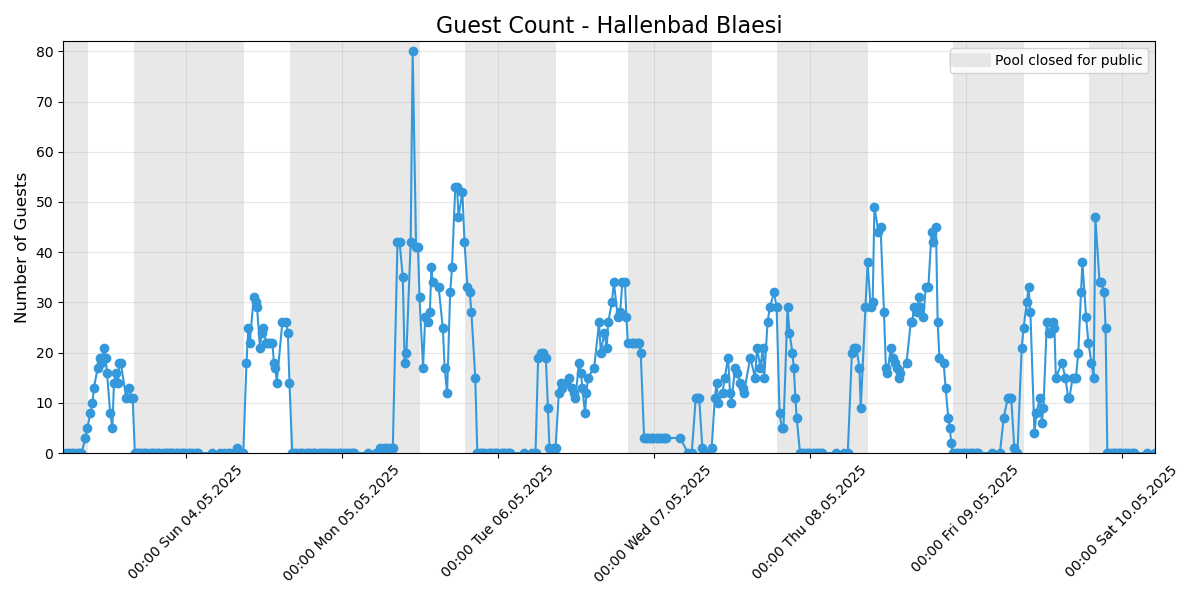 Guest Count - Hallenbad Blaesi
Pool closed for public
Number of Guests
80
70
60
50
40
30
20
10
0
00:00 Sun 04.05.2025
00:00 Mon 05.05.2025
00:00 Tue 06.05.2025
00:00 Wed 07.05.2025
00:00 Thu 08.05.2025
00:00 Fri 09.05.2025
00:00 Sat 10.05.2025